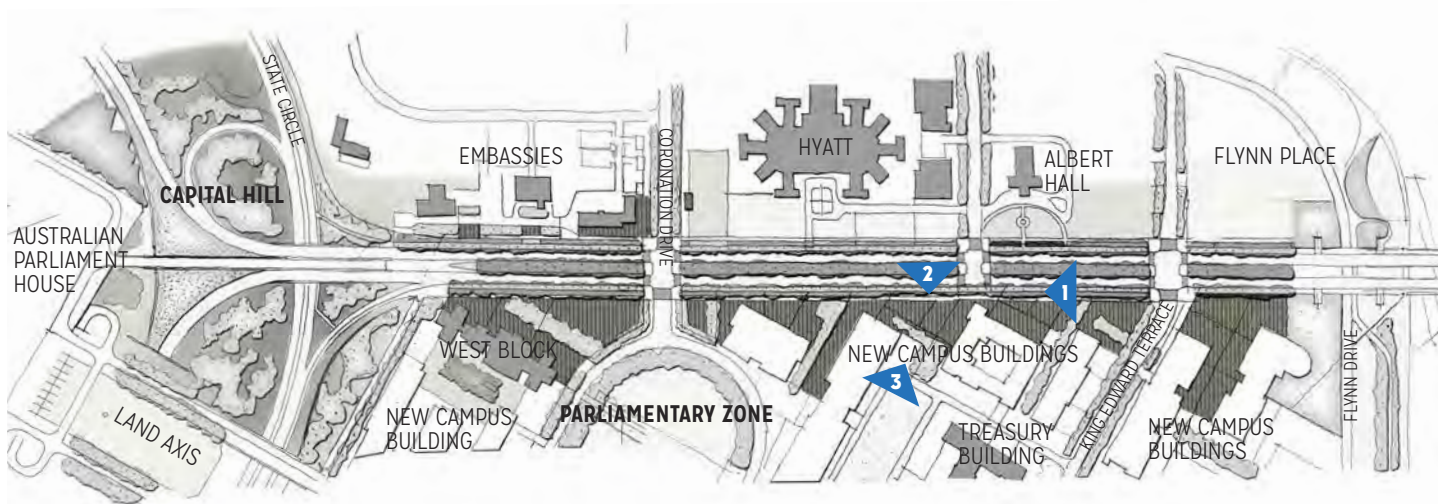 STATE CIRCLE
CAPITAL HILL
AUSTRALIAN
PARLIAMENT
HOUSE
LAND AXIS
EMBASSIES
CORONATION DRIVE
HYATT
ALBERT
HALL
FLYNN PLACE
2
1
3
WEST BLOCK
NEW CAMPUS
BUILDING
PARLIAMENTARY ZONE
NEW CAMPUS BUILDINGS
TREASURY
BUILDING
KING EDWARD TERRACE
NEW CAMPUS
BUILDINGS
FLYNN DRIVE